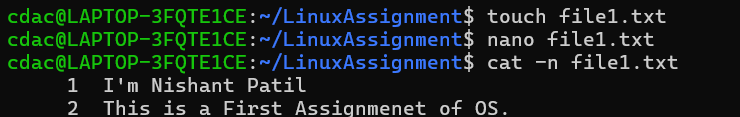 cdac@LAPTOP-3FQTE1CE:~/LinuxAssignment$ touch file1.txt
cdac@LAPTOP-3FQTE1CE:~/LinuxAssignment$ nano file1.txt
cdac@LAPTOP-3FQTE1CE:~/LinuxAssignment$ cat -n file1.txt
     1  I'm Nishant Patil
     2  This is a First Assignmenet of OS.